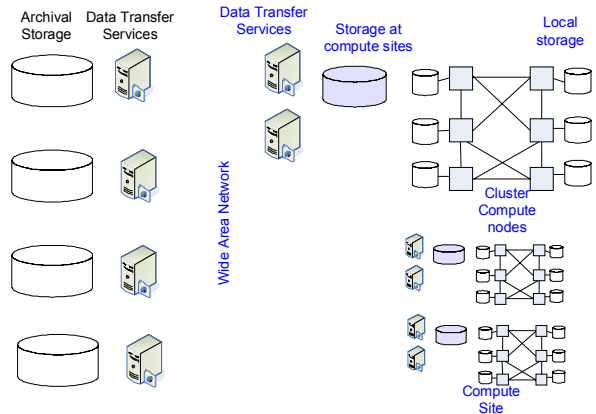 Archival
Storage
Data Transfer
Services
Data Transfer
Services
Storage at
compute sites
Local
storage
Wide Area Network
Cluster
Compute
nodes
Compute
Site